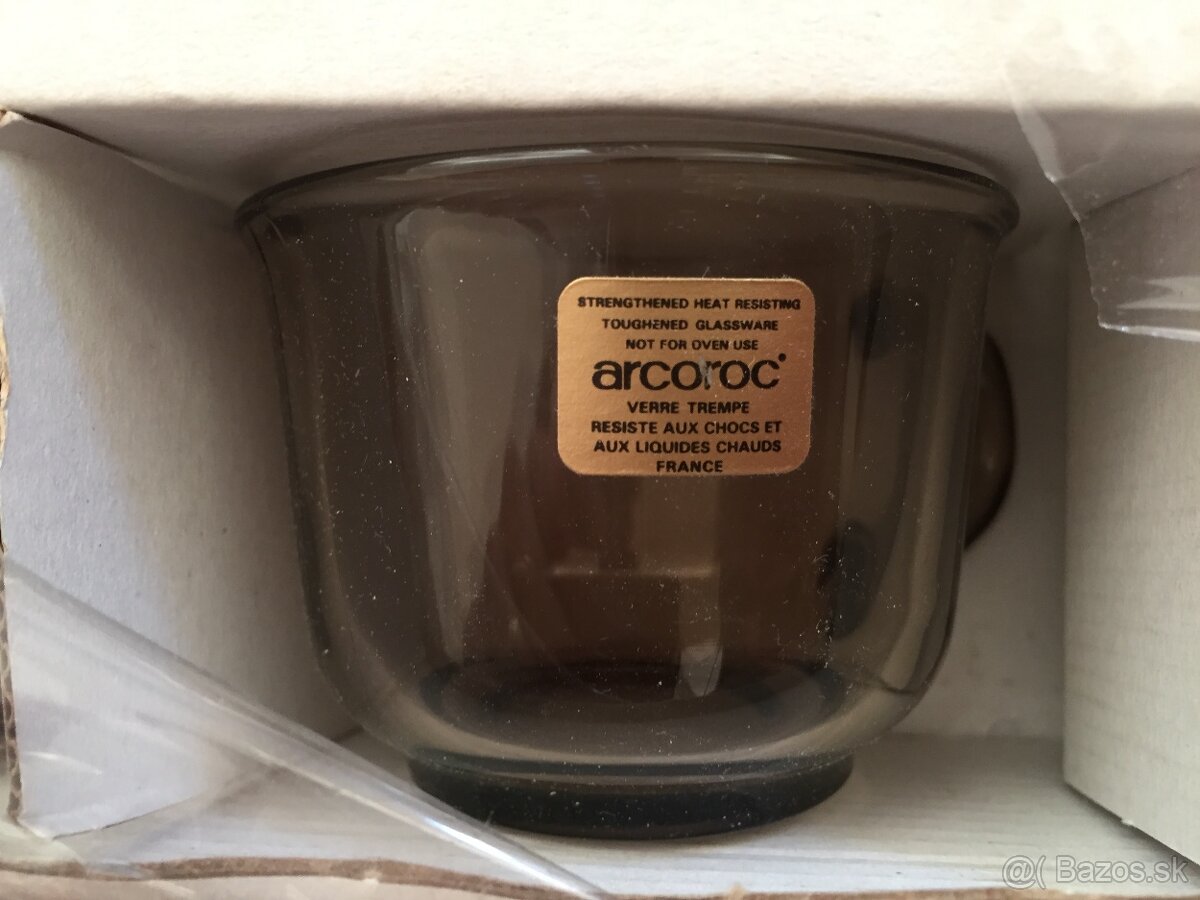 STRENGTHENED HEAT RESISTING
TOUGHENED GLASSWARE
NOT FOR OVEN USE
arcoroc
VERRE TREMPE
RESISTE AUX CHOCS ET
AUX LIQUIDES CHAUDS
FRANCE
@( Bazos.sk